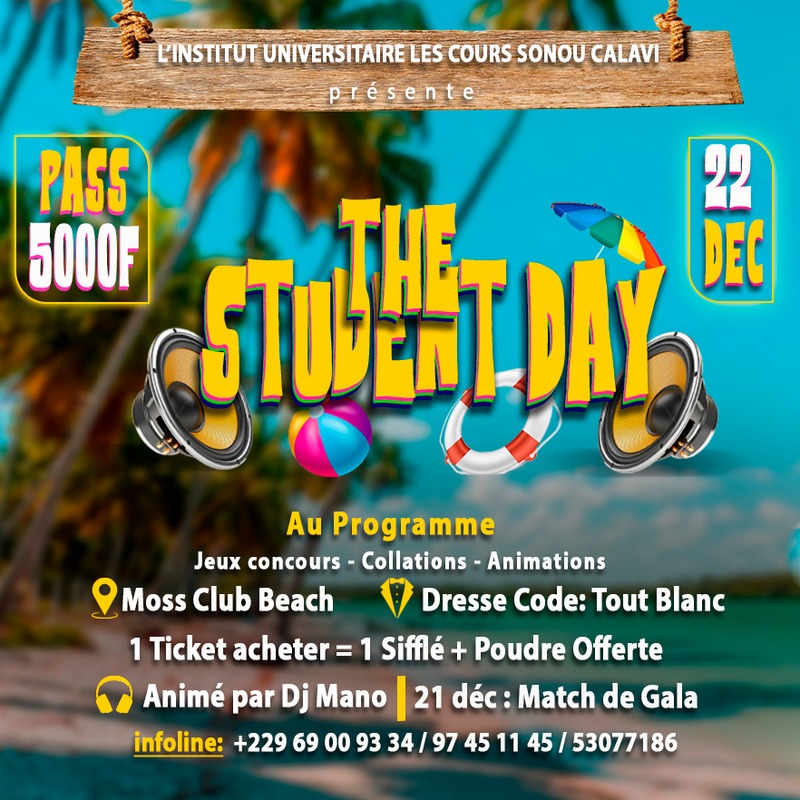 L'INSTITUT UNIVERSITAIRE LES COURS SONOU CALAVI
présente
PASS
5000F
22
DEC
THE
STUDENT DAY
Au Programme
Jeux concours - Collations - Animations
Moss Club Beach
Dresse Code: Tout Blanc
1 Ticket acheter = 1 Sifflé + Poudre Offerte
Animé par Dj Mano | 21 déc : Match de Gala
infoline: +229 69 00 93 34 / 97 45 11 45 / 53077186